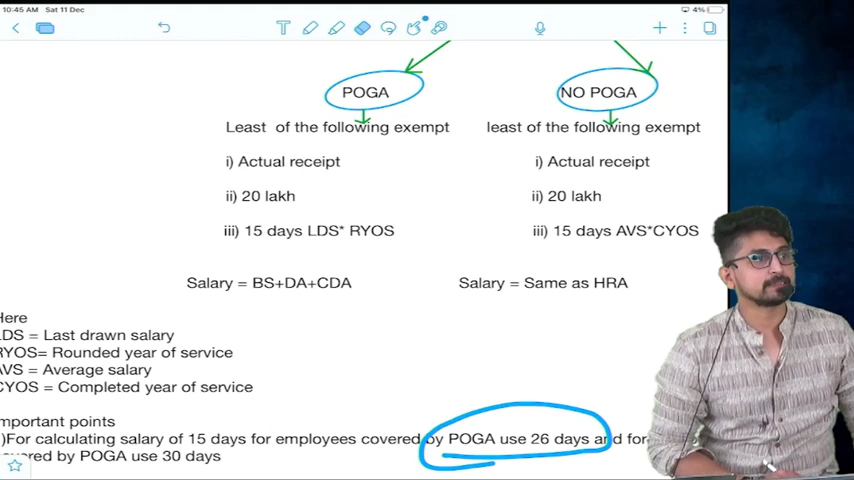 10:45 AM Sat 11 Dec
4%
POGA
NO POGA
Least of the following exempt
least of the following exempt
i) Actual receipt
i) Actual receipt
ii) 20 lakh
ii) 20 lakh
iii) 15 days LDS* RYOS
iii) 15 days AVS*CYOS
Salary = BS+DA+CDA
Salary = Same as HRA
Here
LDS = Last drawn salary
RYOS= Rounded year of service
AVS = Average salary
CYOS = Completed year of service
mportant points
)For calculating salary of 15 days for employees covered by POGA use 26 days and for
covered by POGA use 30 days